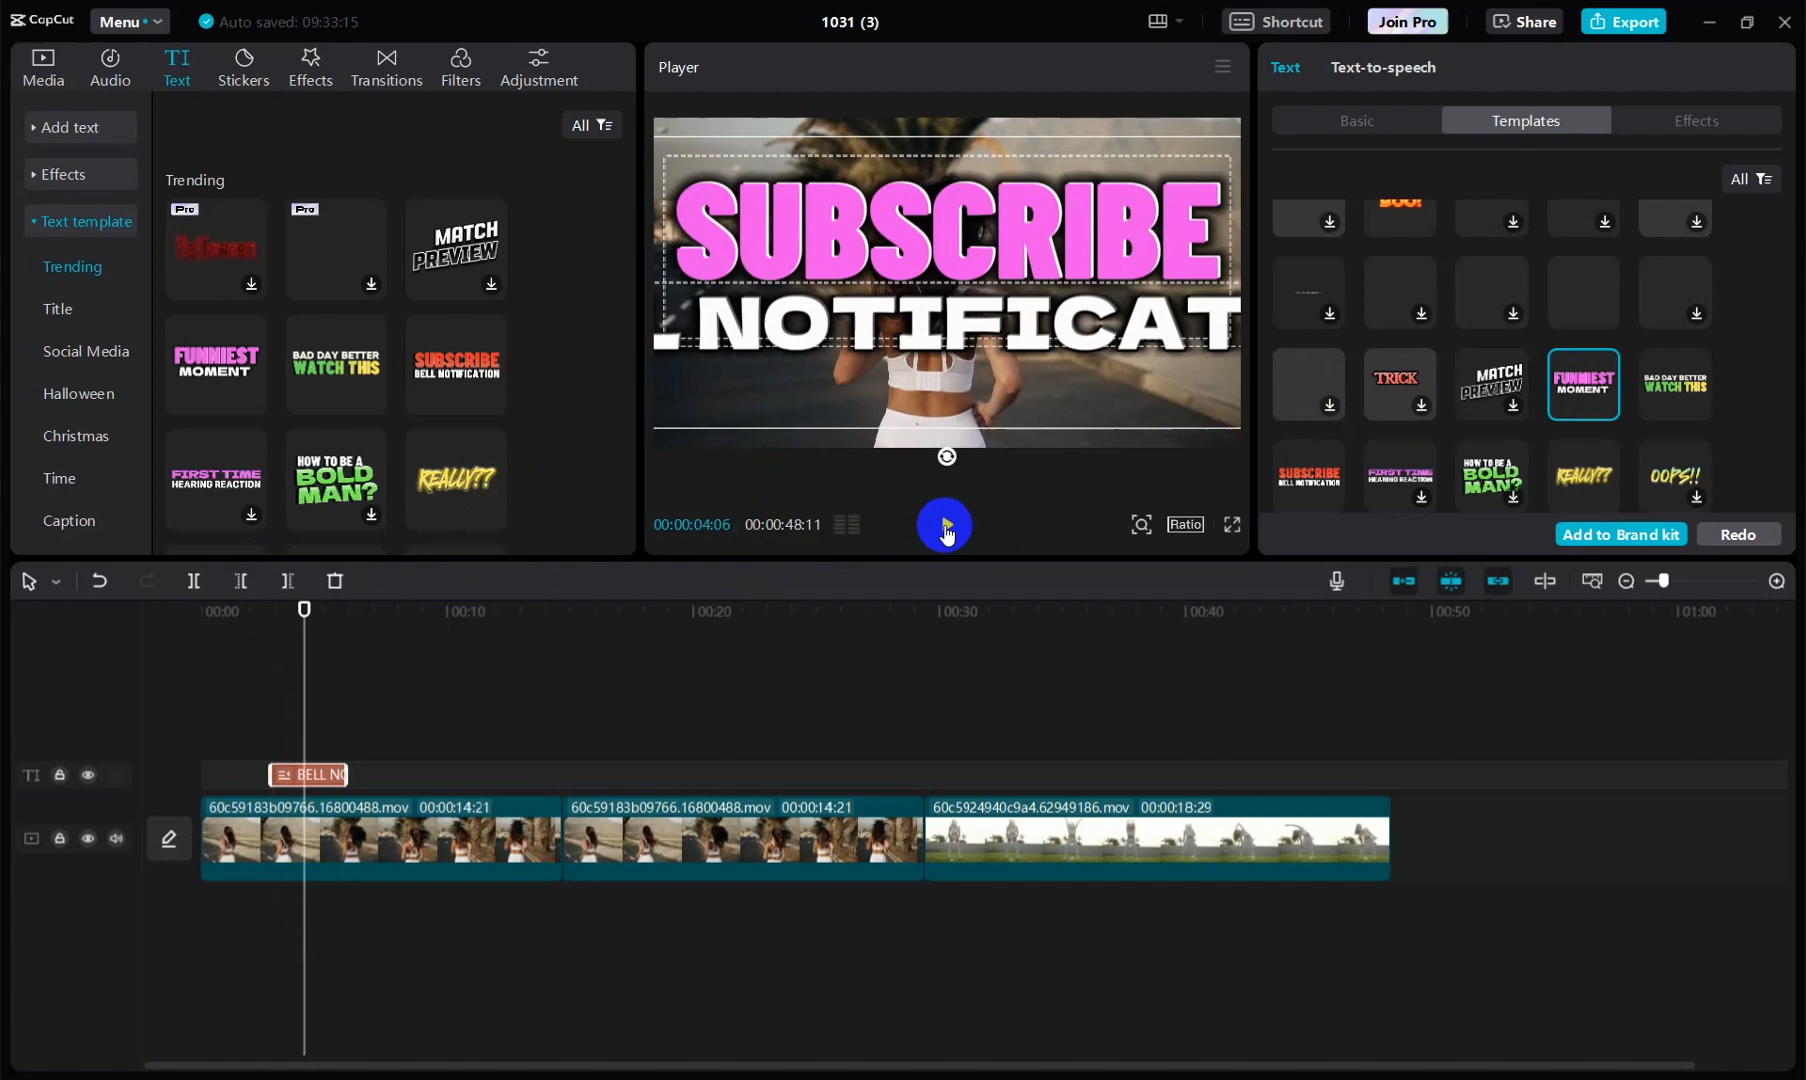 CapCut
Menu
Auto saved: 09:33:15
1031 (3)
Shortcut
Join Pro
Share
Export
Media
Audio
TI
Text
Stickers
Effects
Transitions
Filters
Adjustment
Add text
Effects
Text template
Trending
Title
Social Media
Halloween
Christmas
Time
Caption
All
Trending
Pro
Halloween
Pro
MATCH
PREVIEW
FUNNIEST
MOMENT
BAD DAY BETTER
WATCH THIS
SUBSCRIBE
BELL NOTIFICATION
FIRST TIME
HEARING REACTION
HOW TO BE A
BOLD
MAN?
REALLY??
Player
SUBSCRIBE
L NOTIFICAT
00:00:04:06
00:00:48:11
Ratio
Text
Text-to-speech
Basic
Templates
Effects
All
BOO!
TRICK
MATCH
PREVIEW
FUNNIEST
MOMENT
BAD DAY BETTER
WATCH THIS
SUBSCRIBE
BELL NOTIFICATION
FIRST TIME
HEARING REACTION
HOW TO BE A
BOLD
MAN?
REALLY??
OOPS!!
Add to Brand kit
Redo
00:00
00:10
00:20
00:30
00:40
00:50
01:00
TI
BELL NO
60c59183b09766.16800488.mov 00:00:14:21
60c59183b09766.16800488.mov 00:00:14:21
60c5924940c9a4.62949186.mov 00:00:18:29